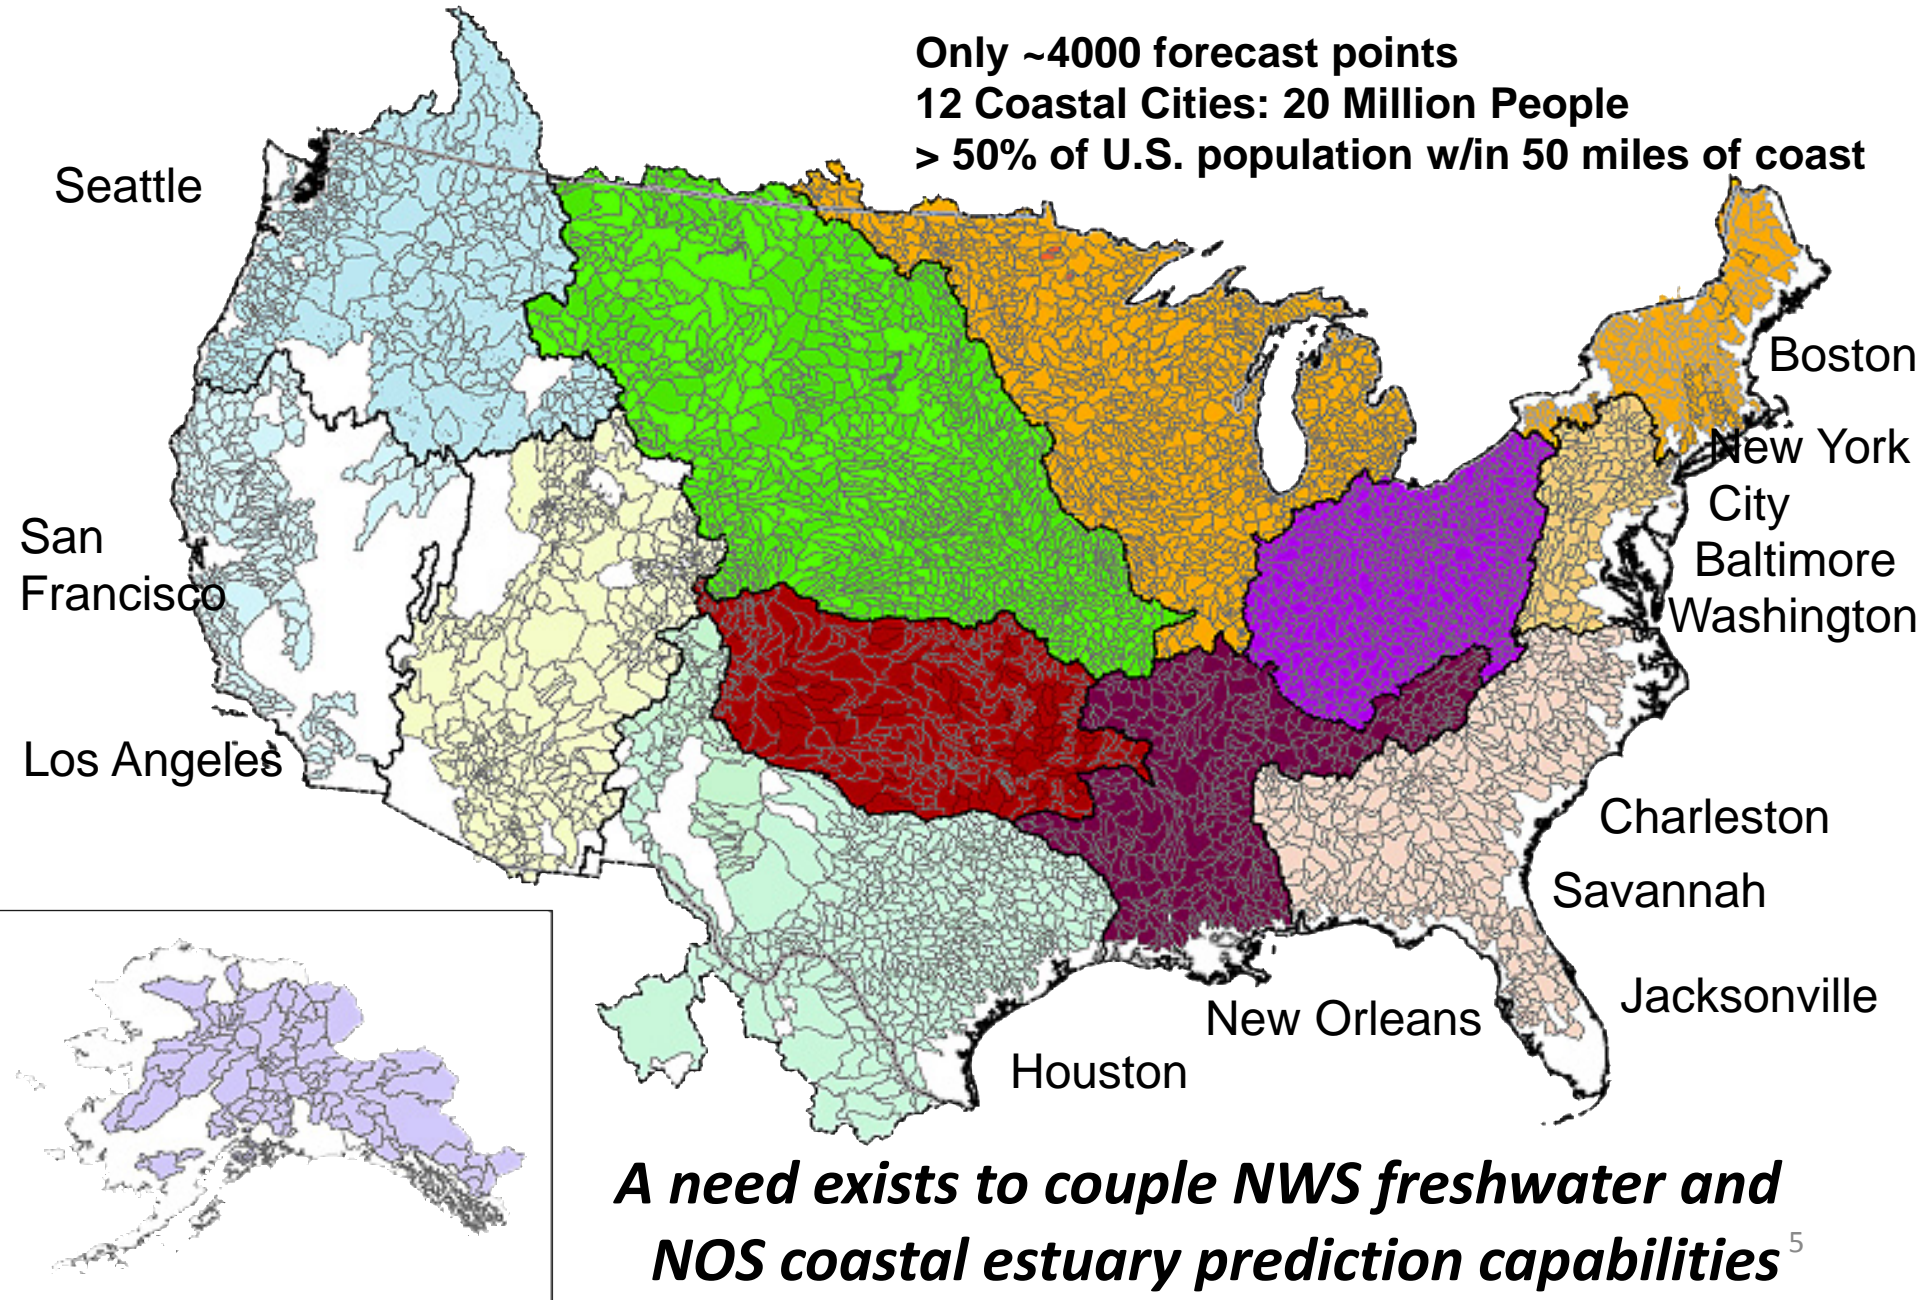 Only ~4000 forecast points
12 Coastal Cities: 20 Million People
> 50% of U.S. population w/in 50 miles of coast
Seattle
Boston
New York
City
San
Francisco
Baltimore
Washington
Los Angeles
Charleston
Savannah
Jacksonville
New Orleans
Houston
A need exists to couple NWS freshwater and
NOS coastal estuary prediction capabilities
5